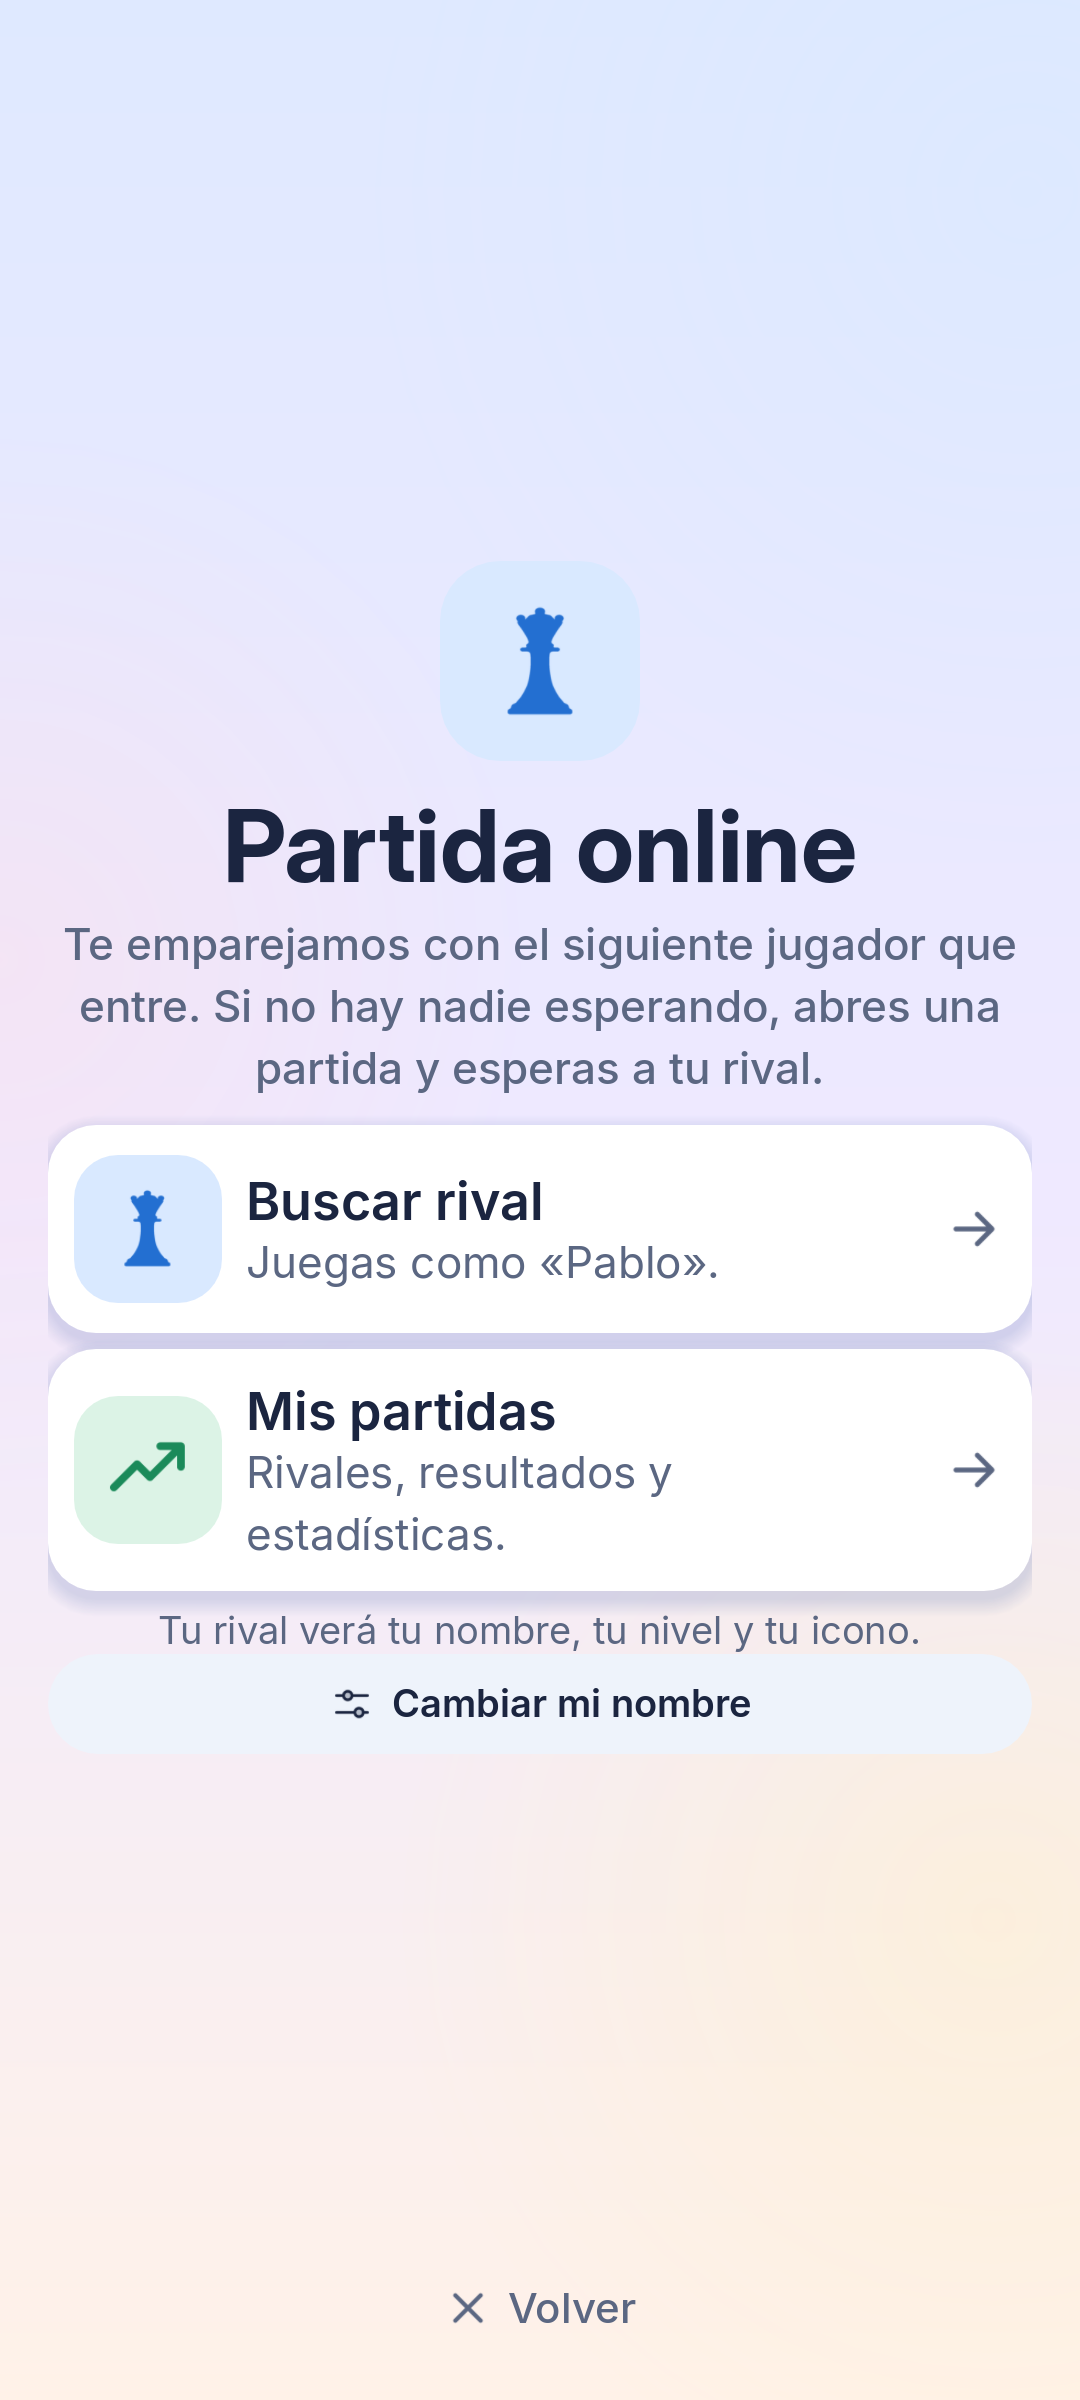 Partida online
Te emparejamos con el siguiente jugador que
entre. Si no hay nadie esperando, abres una
partida y esperas a tu rival.
Buscar rival
Juegas como «Pablo».
Mis partidas
Rivales, resultados y
estadísticas.
Tu rival verá tu nombre, tu nivel y tu icono.
Cambiar mi nombre
Volver